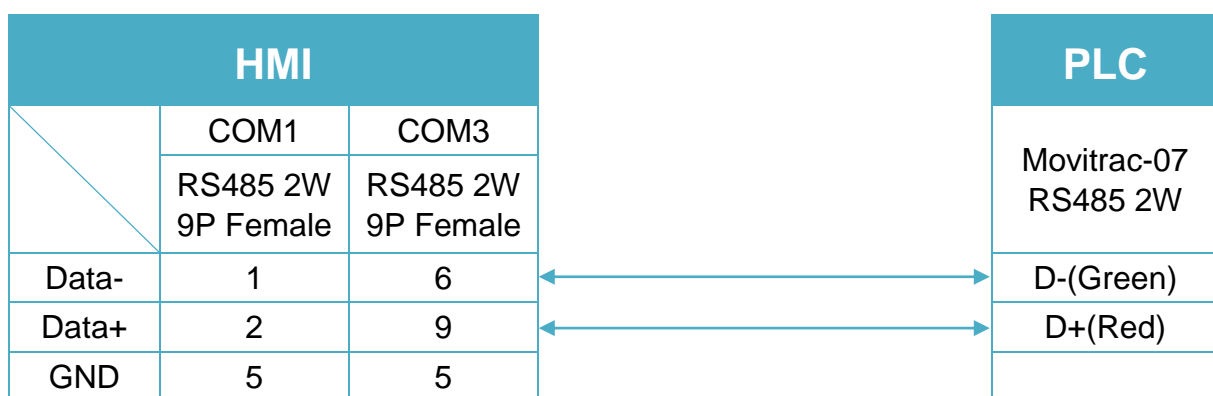 HMI PLC
COM1 COM3
RS485 2W RS485 2W
9P Female 9P Female
Movitrac-07
RS485 2W
Data- 1 6 D-(Green)
Data+ 2 9 D+(Red)
GND 5 5